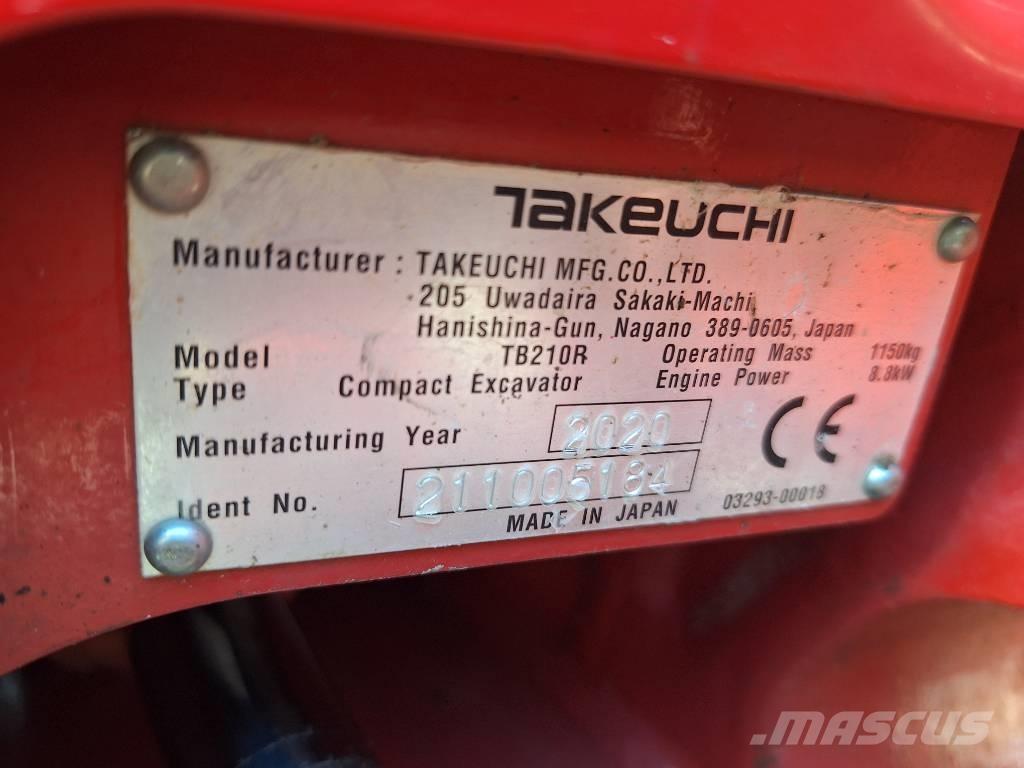 TAKEUCHI
Manufacturer : TAKEUCHI MFG.CO.,LTD.
205 Uwadaira Sakaki-Machi,
Hanishina-Gun, Nagano 389-0605, Japan
Model TB210R Operating Mass 1150kg
Type Compact Excavator Engine Power 8.8kW
Manufacturing Year 2020
Ident No. 211005184
CE
MADE IN JAPAN 03293-00018
MASCUS